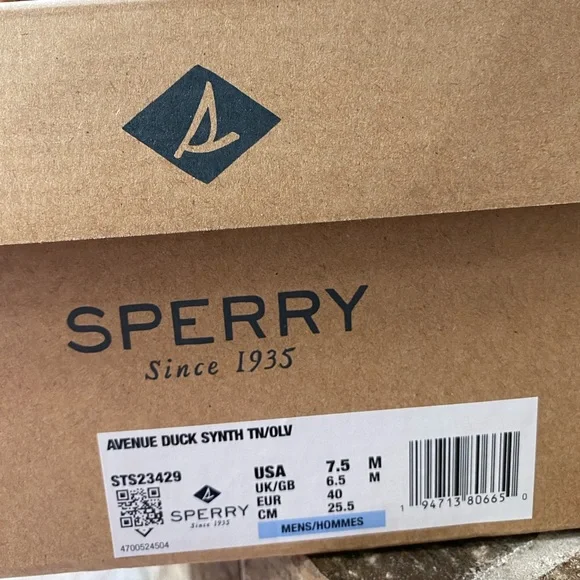 SPERRY
Since 1935
AVENUE DUCK SYNTH TN/OLV
STS23429
4700524504
SPERRY
Since 1935
USA 7.5 M
UK/GB 6.5 M
EUR 40
CM 25.5
MENS/HOMMES
1 94713 80665 0